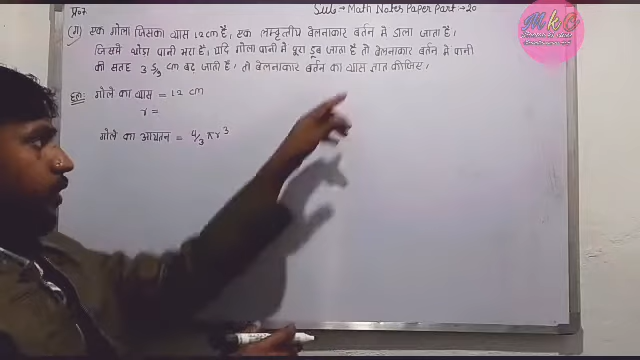 Sub → Math Notes Paper Part → 20
प्र०7
MKC
(ग) एक गोला जिसका व्यास 12 cm है, एक लम्बवृत्तीय बेलनाकार बर्तन में डाला जाता है।
जिसमें थोड़ा पानी भरा है। यदि गोला पानी में पूरा डूब जाता है तो बेलनाकार बर्तन में पानी
की सतह 3 5/9 cm बढ़ जाती है। तो बेलनाकार बर्तन का व्यास ज्ञात कीजिए।
हलः गोले का व्यास = 12 cm
r =
गोले का आयतन = 4/3 πr³